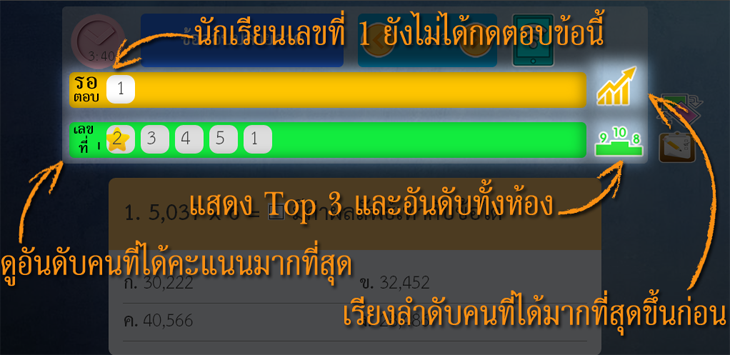 3:40
นักเรียนเลขที่ 1 ยังไม่ได้กดตอบข้อนี้
รอ
ตอบ
1
เลข
ที่
2 3 4 5 1
9 10 8
แสดง Top 3 และอันดับทั้งห้อง
1. 5,037 x 6 =
ดูอันดับคนที่ได้คะแนนมากที่สุด
ก. 30,222
ข. 32,452
เรียงลำดับคนที่ได้มากที่สุดขึ้นก่อน
ค. 40,566